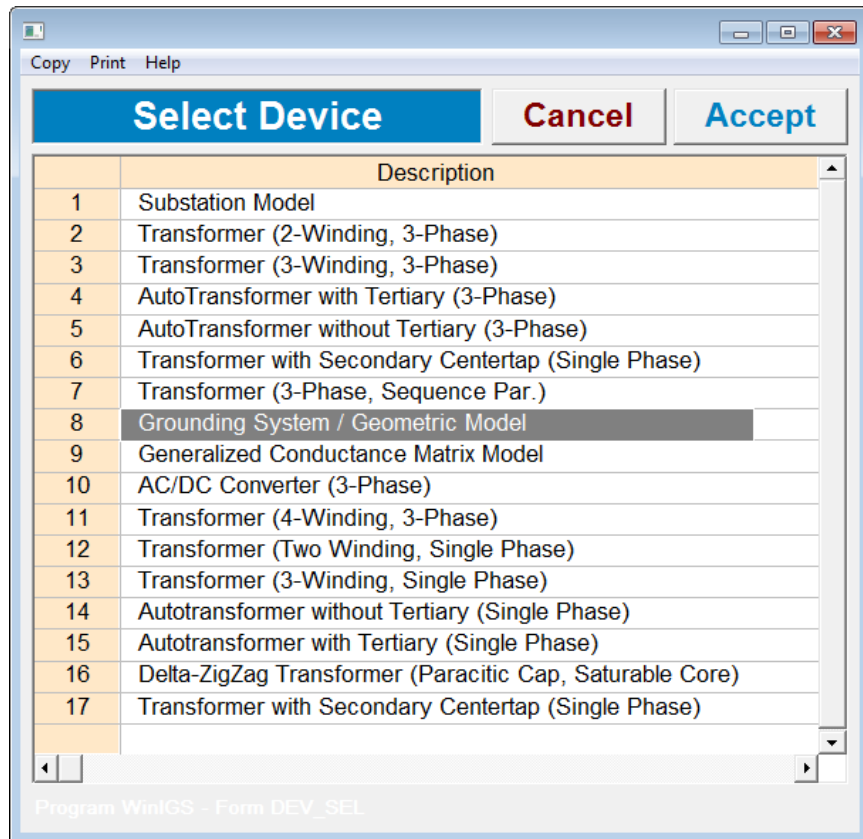 Copy Print Help
Select Device Cancel Accept
Description
1 Substation Model
2 Transformer (2-Winding, 3-Phase)
3 Transformer (3-Winding, 3-Phase)
4 AutoTransformer with Tertiary (3-Phase)
5 AutoTransformer without Tertiary (3-Phase)
6 Transformer with Secondary Centertap (Single Phase)
7 Transformer (3-Phase, Sequence Par.)
8 Grounding System / Geometric Model
9 Generalized Conductance Matrix Model
10 AC/DC Converter (3-Phase)
11 Transformer (4-Winding, 3-Phase)
12 Transformer (Two Winding, Single Phase)
13 Transformer (3-Winding, Single Phase)
14 Autotransformer without Tertiary (Single Phase)
15 Autotransformer with Tertiary (Single Phase)
16 Delta-ZigZag Transformer (Paracitic Cap, Saturable Core)
17 Transformer with Secondary Centertap (Single Phase)
Program WinIGS - Form DEV_SEL